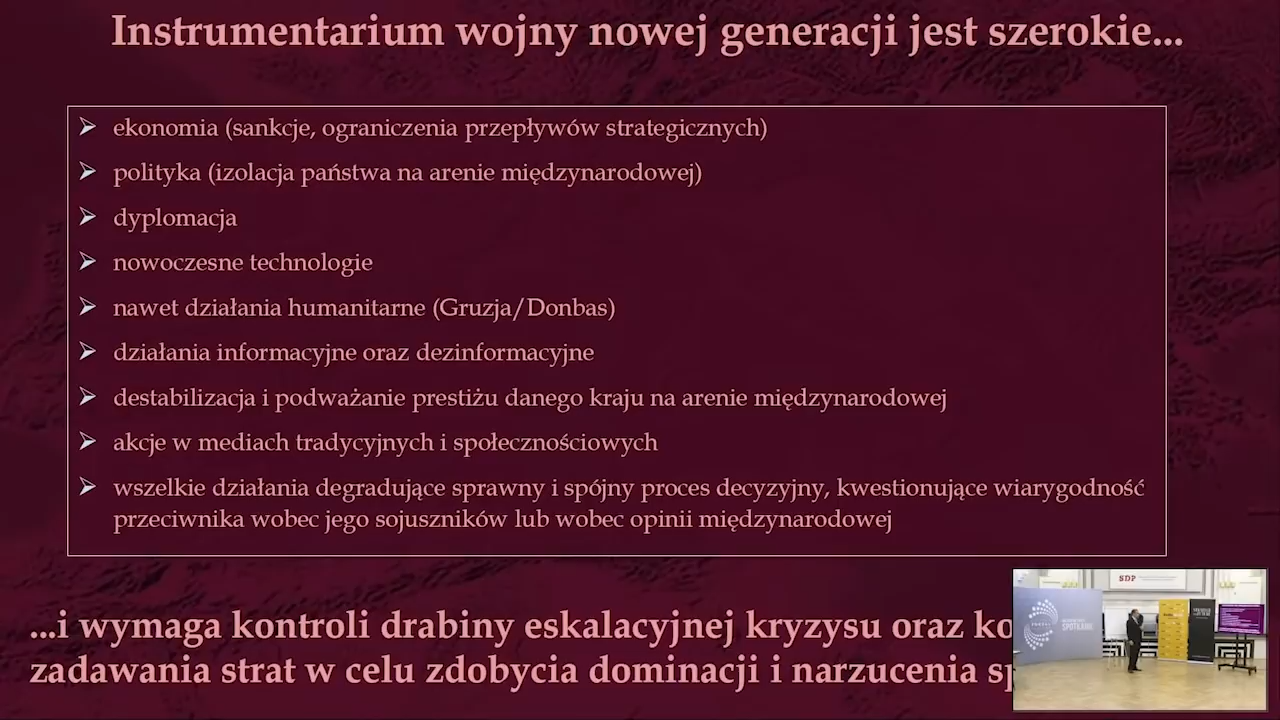 Instrumentarium wojny nowej generacji jest szerokie...
ekonomia (sankcje, ograniczenia przepływów strategicznych)
polityka (izolacja państwa na arenie międzynarodowej)
dyplomacja
nowoczesne technologie
nawet działania humanitarne (Gruzja/Donbas)
działania informacyjne oraz dezinformacyjne
destabilizacja i podważanie prestiżu danego kraju na arenie międzynarodowej
akcje w mediach tradycyjnych i społecznościowych
wszelkie działania degradujące sprawny i spójny proces decyzyjny, kwestionujące wiarygodność
przeciwnika wobec jego sojuszników lub wobec opinii międzynarodowej
...i wymaga kontroli drabiny eskalacyjnej kryzysu oraz ko
zadawania strat w celu zdobycia dominacji i narzucenia sp
SDP
SPOTKANIA